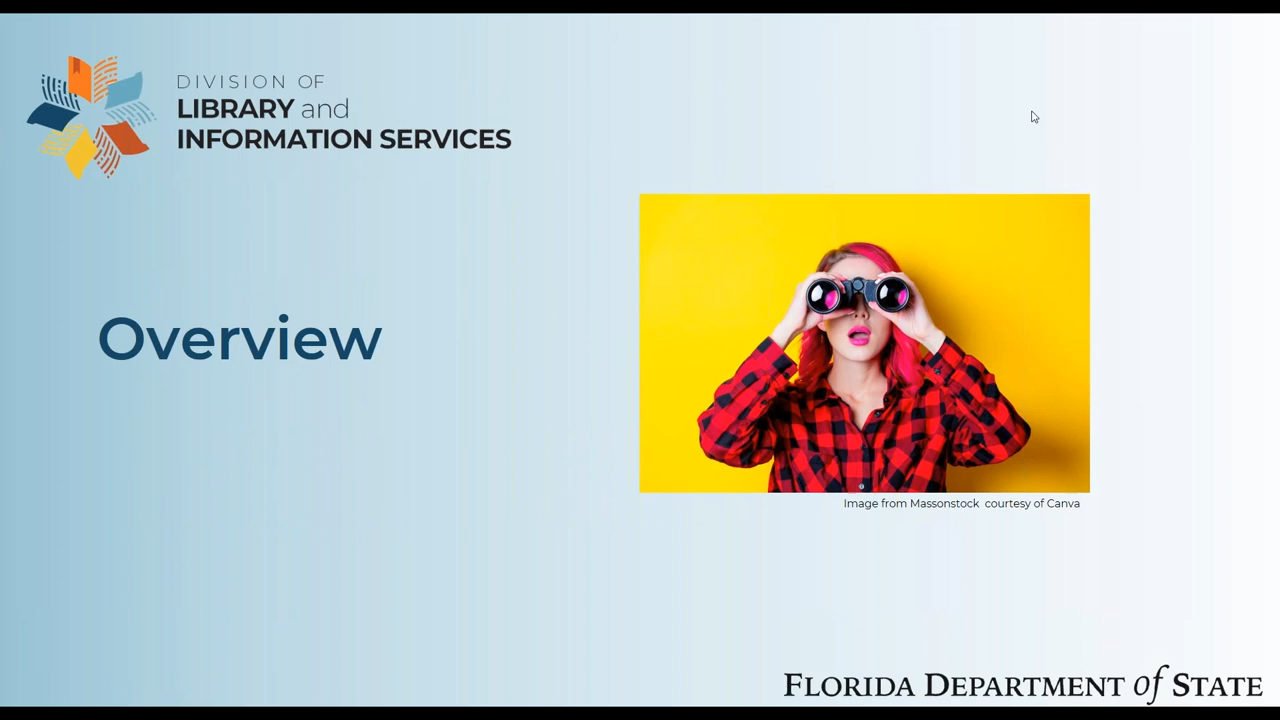 DIVISION OF
LIBRARY and
INFORMATION SERVICES
Overview
Image from Massonstock courtesy of Canva
FLORIDA DEPARTMENT of STATE